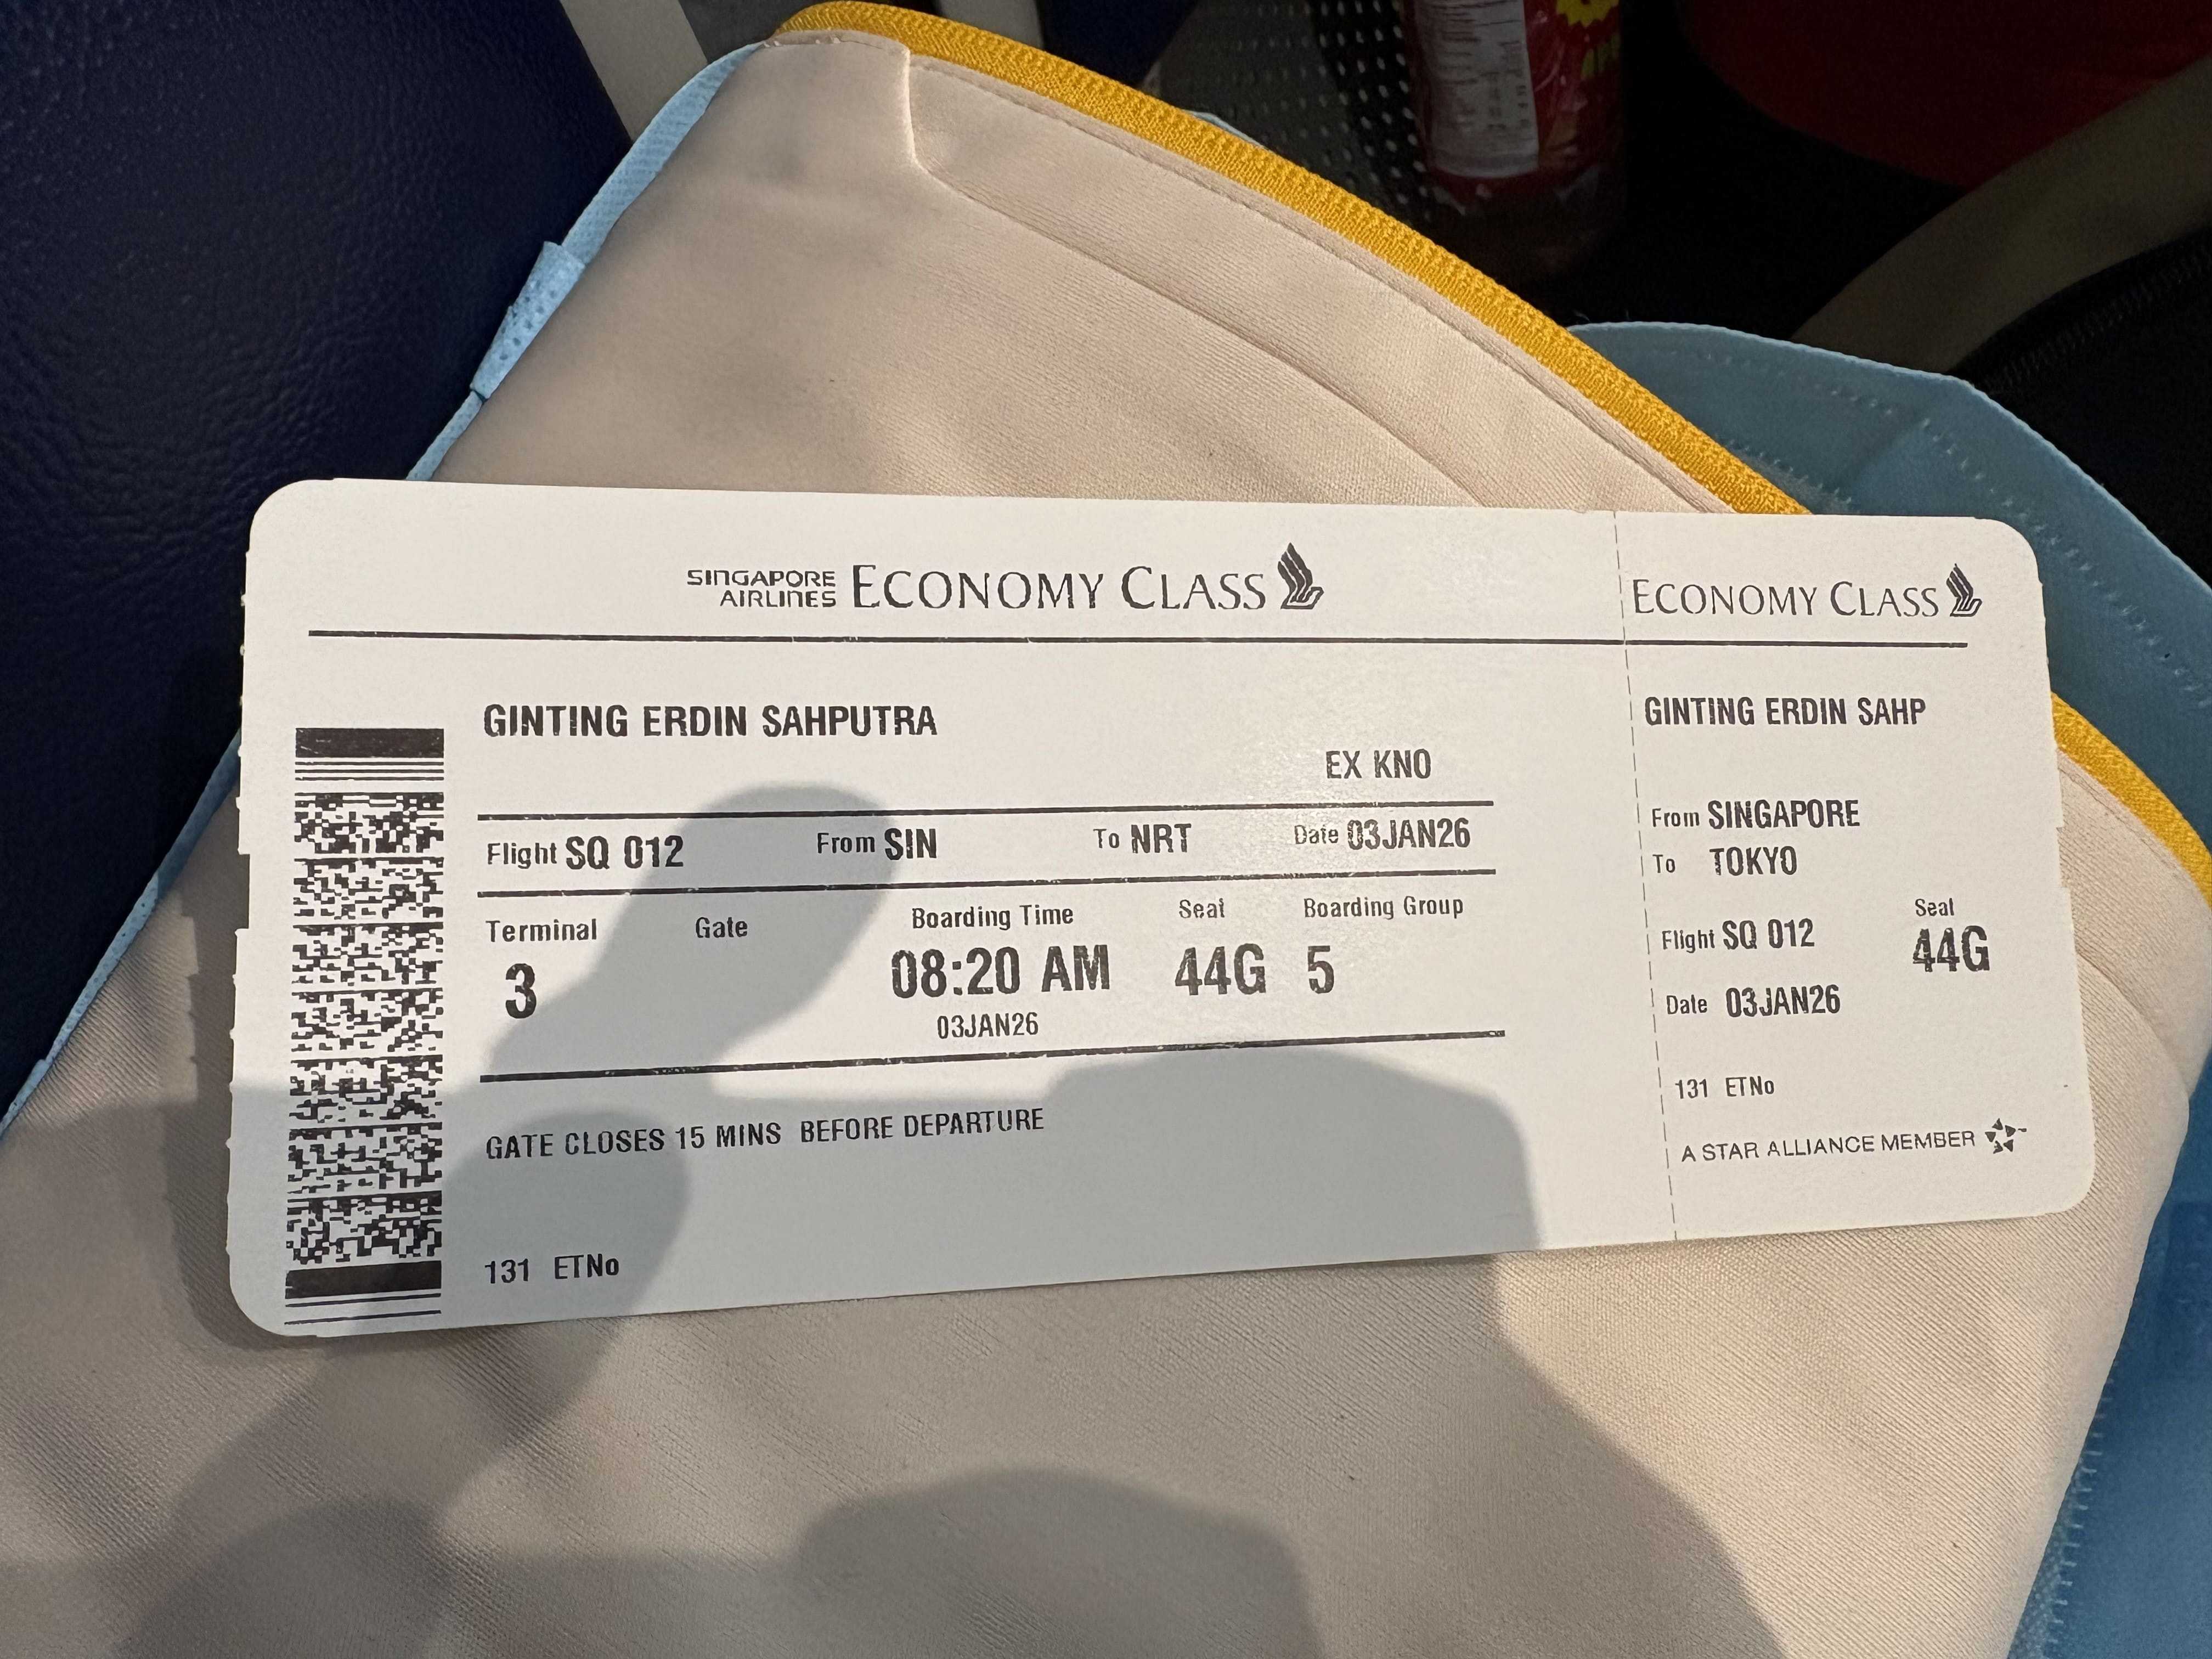 SINGAPORE AIRLINES ECONOMY CLASS
GINTING ERDIN SAHPUTRA
EX KNO
Flight SQ 012 From SIN To NRT Date 03JAN26
Terminal Gate Boarding Time Seat Boarding Group
3 08:20 AM 44G 5
03JAN26
GATE CLOSES 15 MINS BEFORE DEPARTURE
131 ETNo
ECONOMY CLASS
GINTING ERDIN SAHP
From SINGAPORE
To TOKYO
Seat
Flight SQ 012 44G
Date 03JAN26
131 ETNo
A STAR ALLIANCE MEMBER